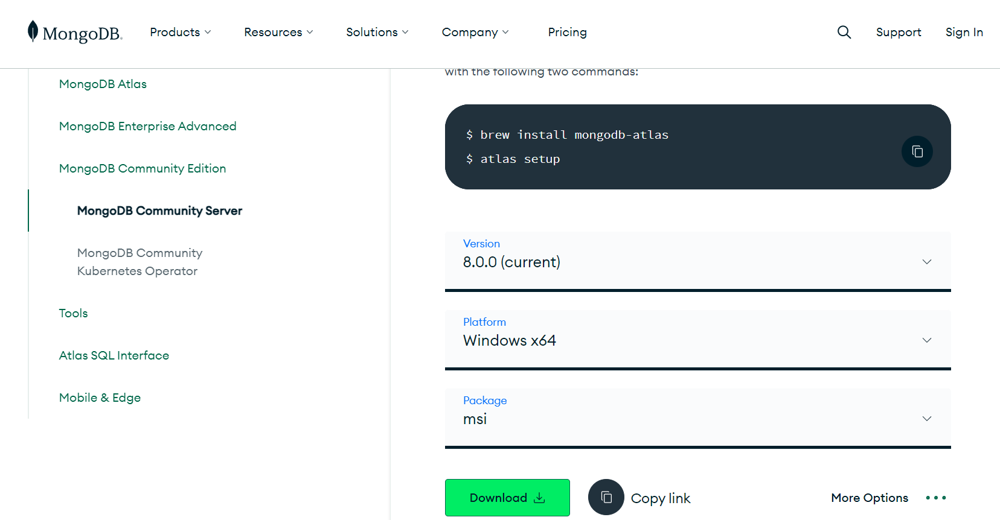 MongoDB.
Products
Resources
Solutions
Company
Pricing
Support
Sign In
MongoDB Atlas
MongoDB Enterprise Advanced
MongoDB Community Edition
MongoDB Community Server
MongoDB Community
Kubernetes Operator
Tools
Atlas SQL Interface
Mobile & Edge
with the following two commands:
$ brew install mongodb-atlas
$ atlas setup
Version
8.0.0 (current)
Platform
Windows x64
Package
msi
Download
Copy link
More Options